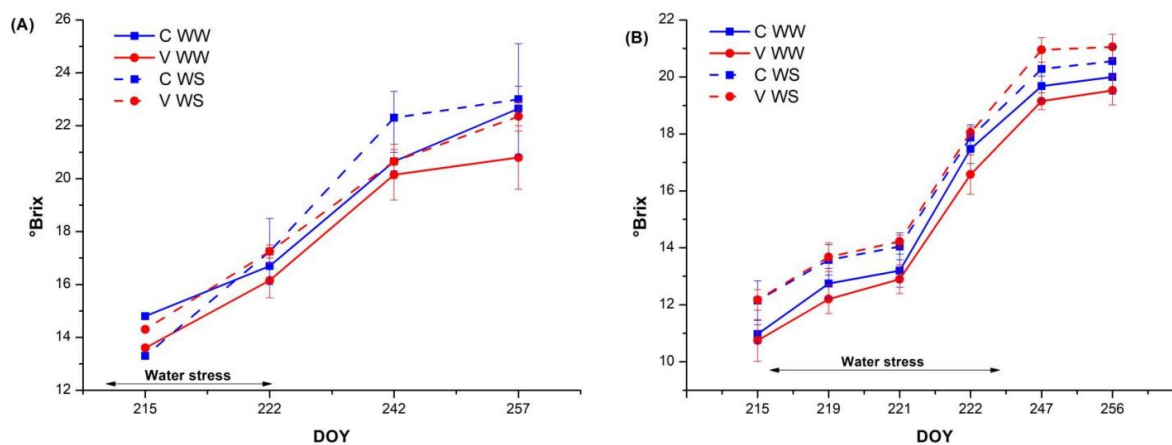 (A)
C WW
V WW
C WS
V WS
26
24
22
20
18
16
14
12
°Brix
Water stress
215 222 242 257
DOY
(B)
C WW
V WW
C WS
V WS
22
20
18
16
14
12
10
°Brix
Water stress
215 219 221 222 247 256
DOY